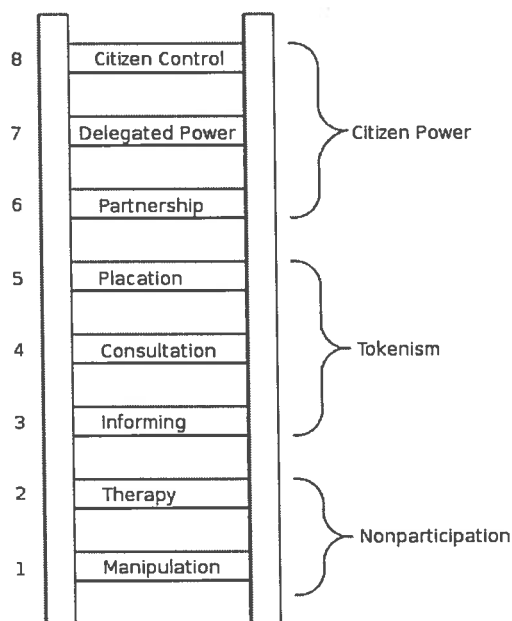 8 Citizen Control
7 Delegated Power
Citizen Power
6 Partnership
5 Placation
4 Consultation
Tokenism
3 Informing
2 Therapy
Nonparticipation
1 Manipulation